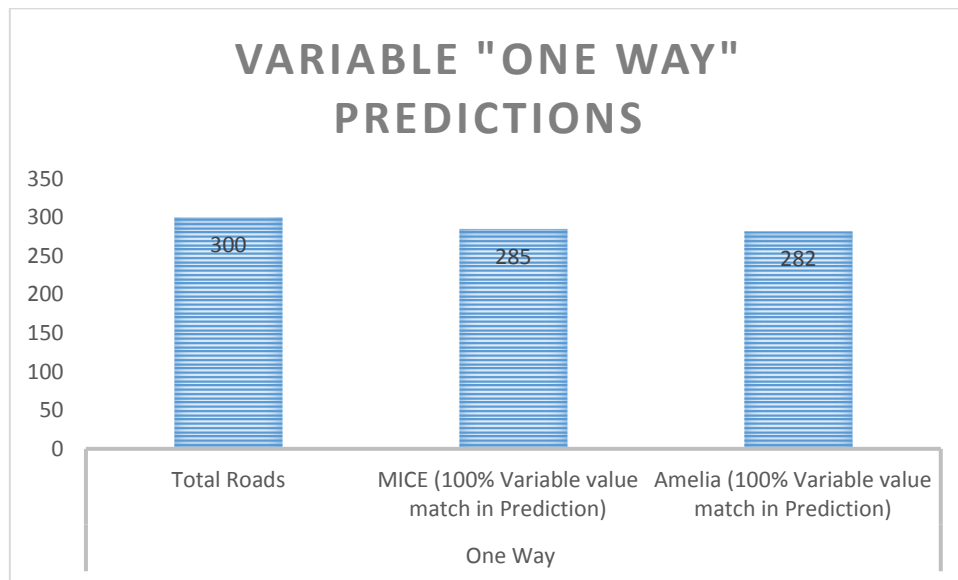 VARIABLE "ONE WAY"
PREDICTIONS
350
300
250
200
150
100
50
0
300
285
282
Total Roads
MICE (100% Variable value
match in Prediction)
Amelia (100% Variable value
match in Prediction)
One Way